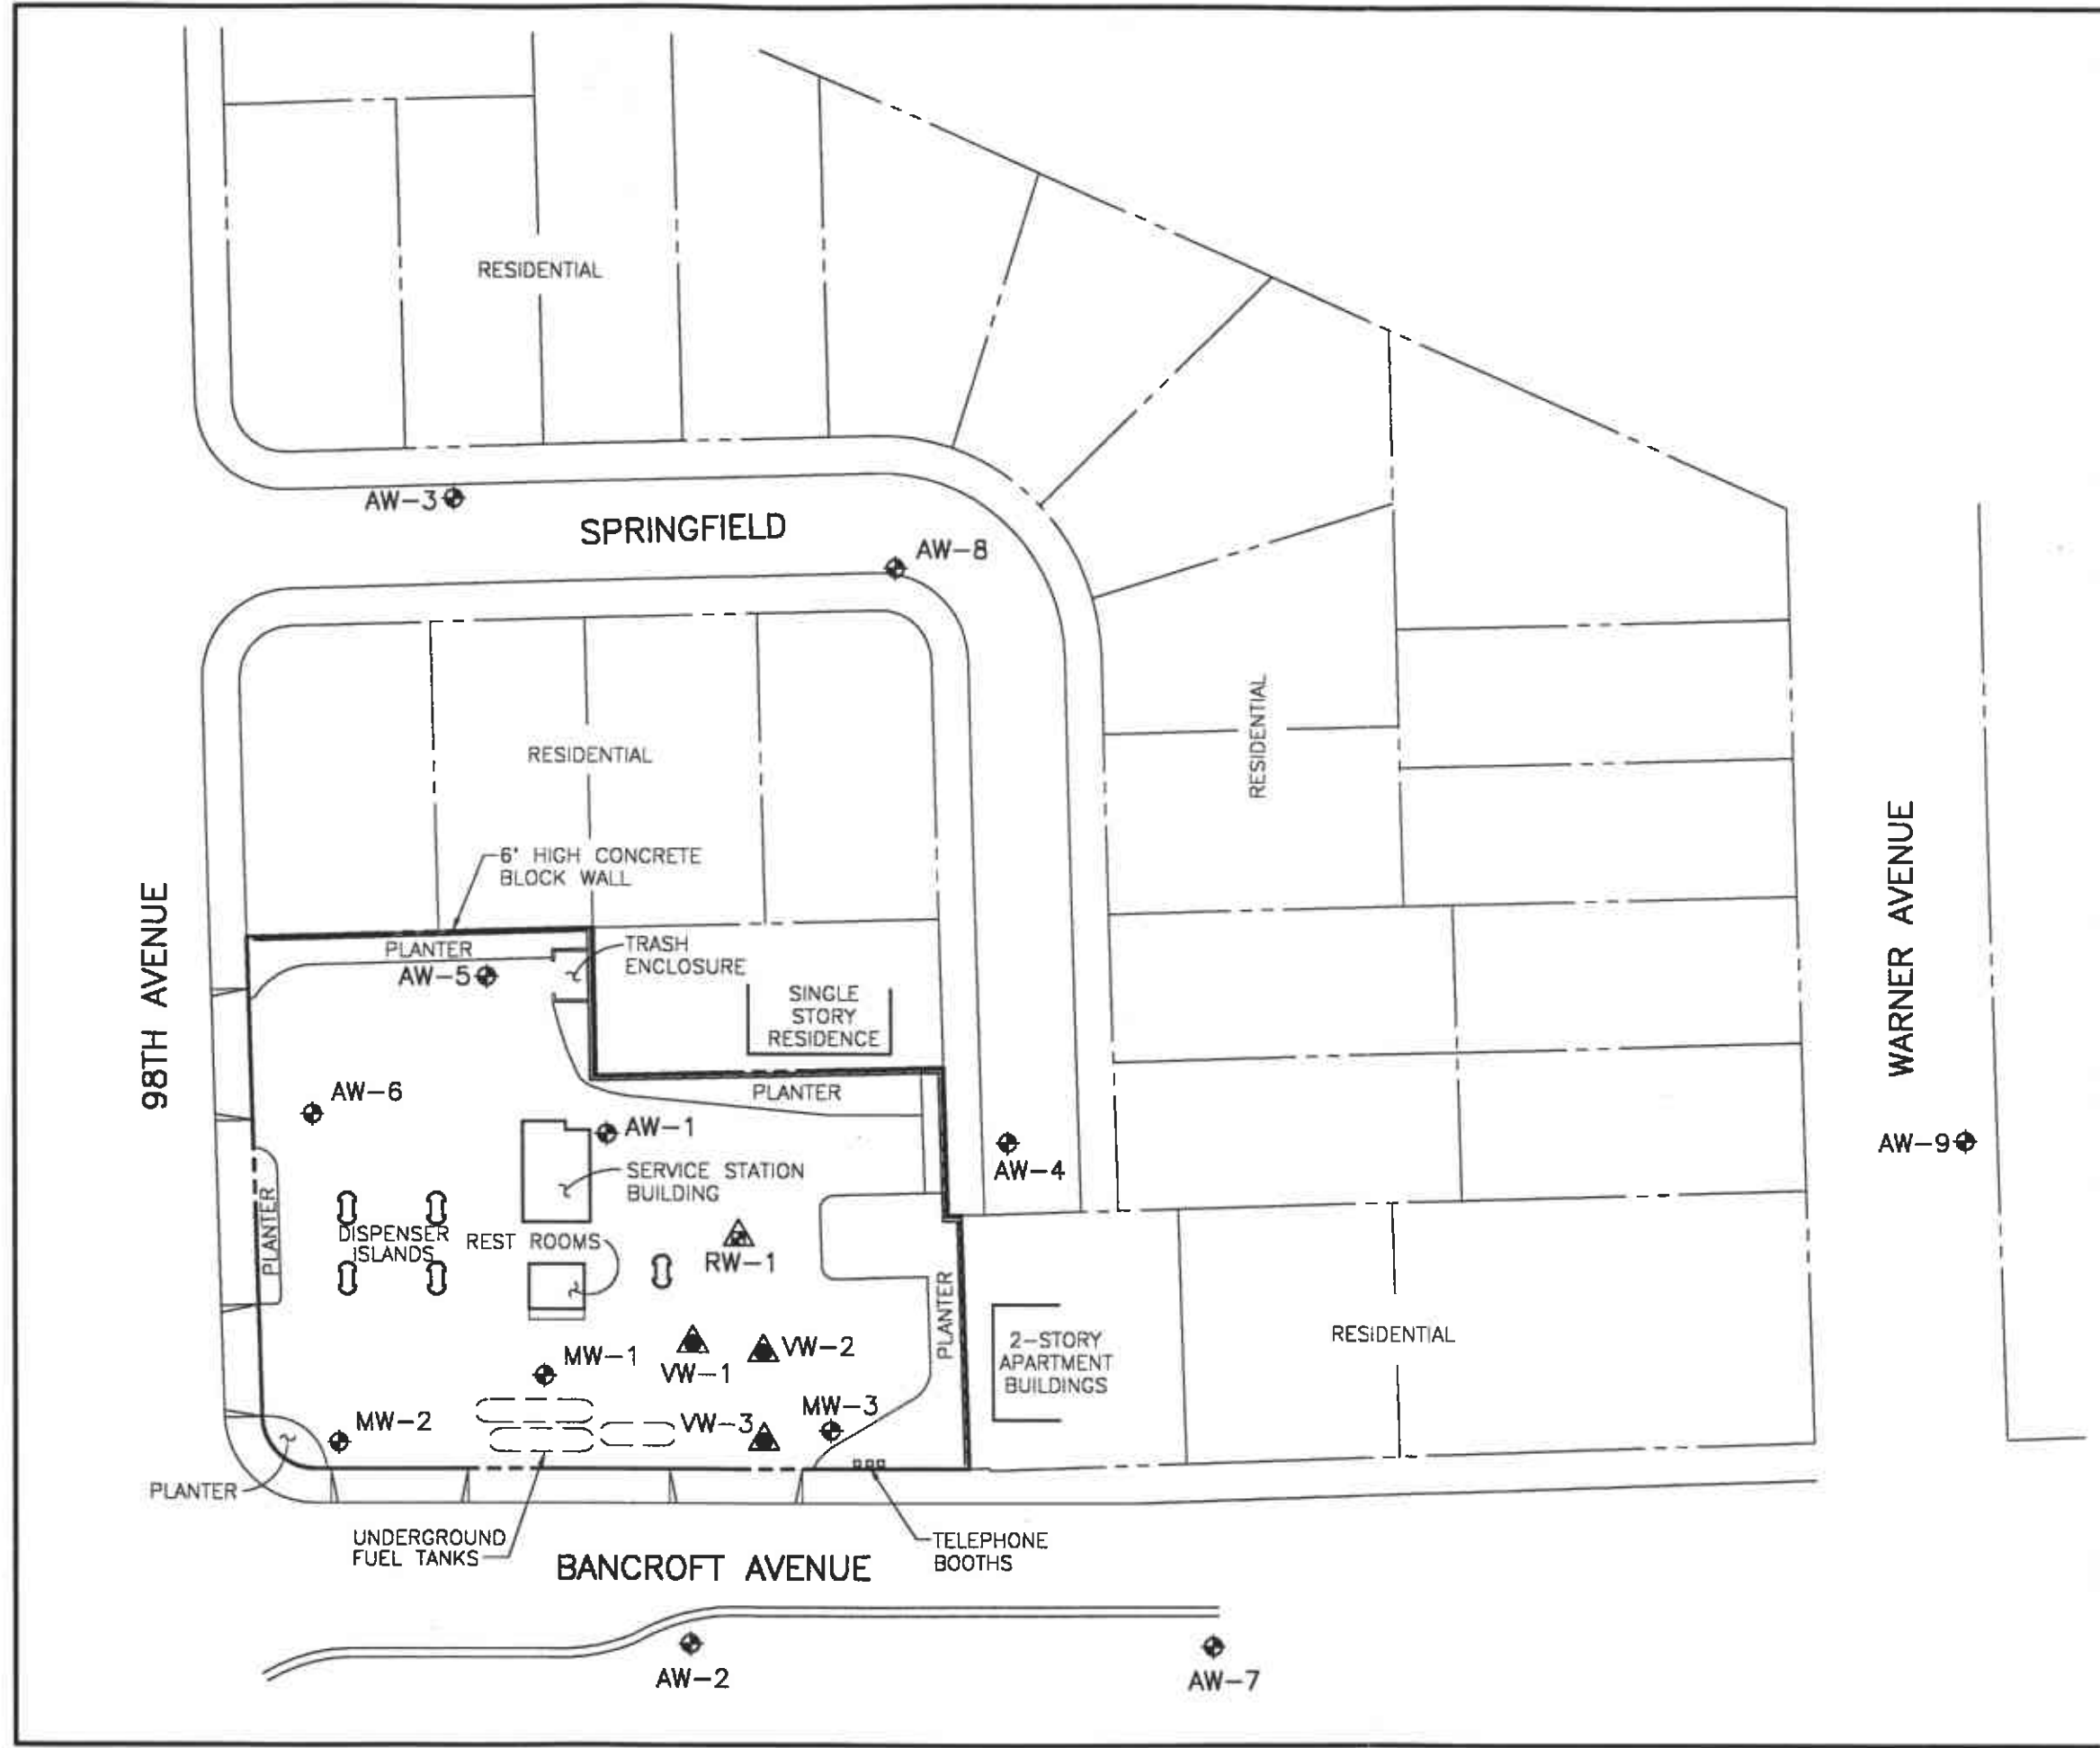 RESIDENTIAL
AW-3
SPRINGFIELD
AW-8
RESIDENTIAL
RESIDENTIAL
6' HIGH CONCRETE
BLOCK WALL
98TH AVENUE
WARNER AVENUE
PLANTER
AW-5
TRASH
ENCLOSURE
SINGLE
STORY
RESIDENCE
PLANTER
AW-6
AW-1
AW-4
AW-9
SERVICE STATION
BUILDING
PLANTER
DISPENSER
ISLANDS
REST ROOMS
RW-1
PLANTER
2-STORY
APARTMENT
BUILDINGS
RESIDENTIAL
MW-1
VW-1
VW-2
MW-2
VW-3
MW-3
PLANTER
UNDERGROUND
FUEL TANKS
BANCROFT AVENUE
TELEPHONE
BOOTHS
AW-2
AW-7